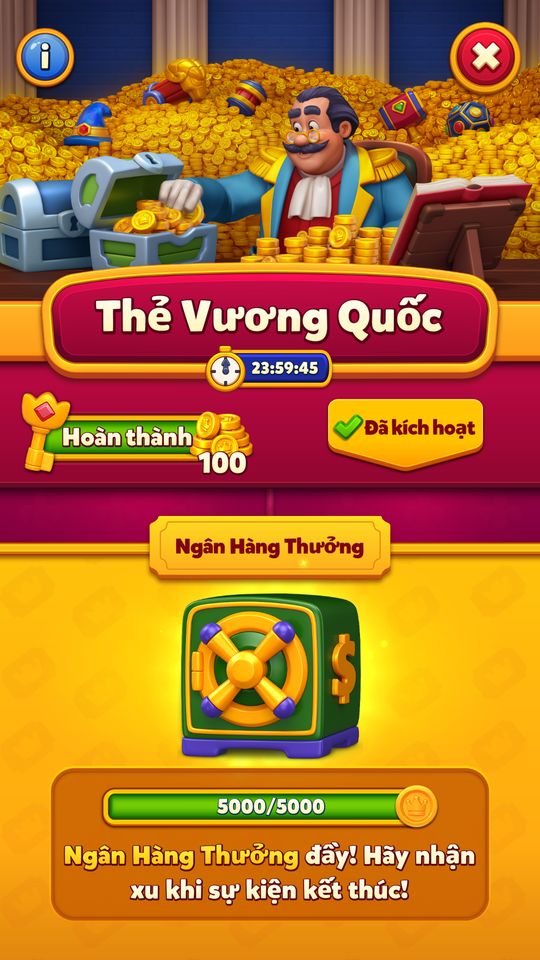 i
Thẻ Vương Quốc
23:59:45
Hoàn thành
100
Đã kích hoạt
Ngân Hàng Thưởng
$
5000/5000
Ngân Hàng Thưởng đầy! Hãy nhận
xu khi sự kiện kết thúc!